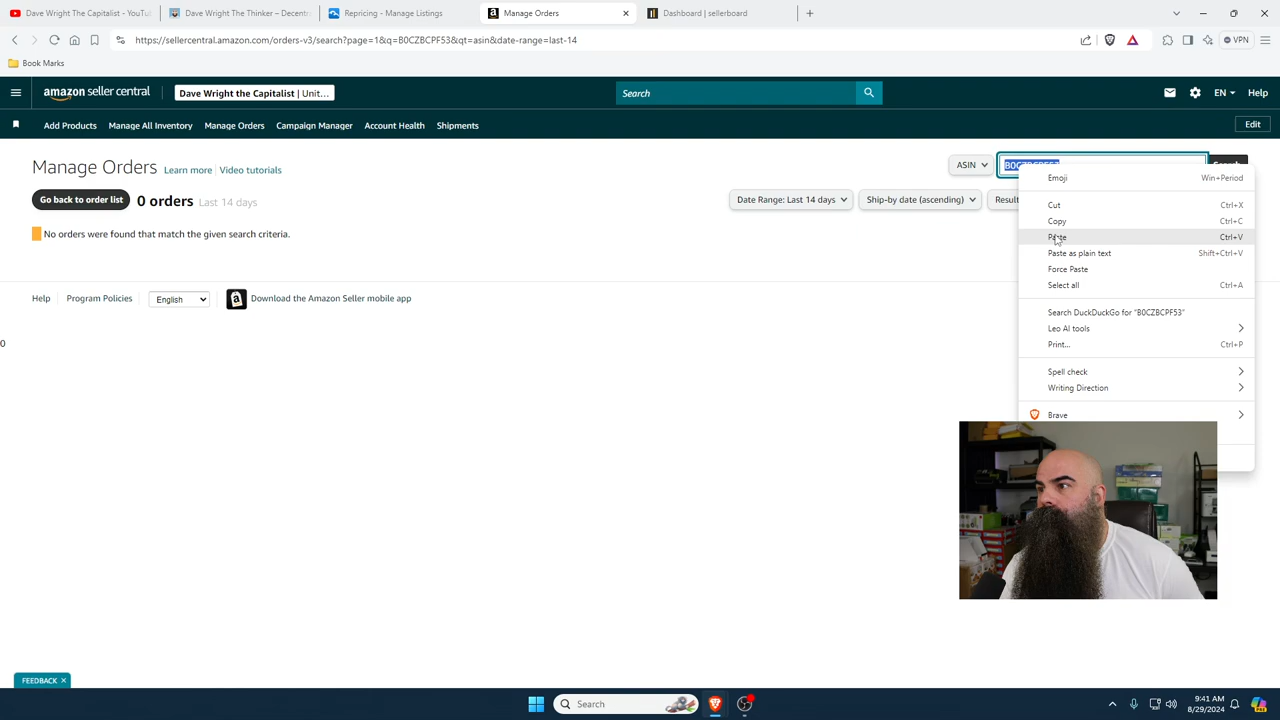 Dave Wright The Capitalist - YouTu
Dave Wright The Thinker – Decentr
Repricing - Manage Listings
Manage Orders
Dashboard | sellerboard
https://sellercentral.amazon.com/orders-v3/search?page=1&q=B0CZBCPF53&qt=asin&date-range=last-14
VPN
Book Marks
amazon seller central
Dave Wright the Capitalist | Unit...
Search
EN
Help
Add Products
Manage All Inventory
Manage Orders
Campaign Manager
Account Health
Shipments
Edit
Manage Orders
Learn more
Video tutorials
ASIN
Go back to order list
0 orders
Last 14 days
Date Range: Last 14 days
Ship-by date (ascending)
Result
No orders were found that match the given search criteria.
Help
Program Policies
English
Download the Amazon Seller mobile app
0
Emoji Win+Period
Cut Ctrl+X
Copy Ctrl+C
Paste Ctrl+V
Paste as plain text Shift+Ctrl+V
Force Paste
Select all Ctrl+A
Search DuckDuckGo for "B0CZBCPF53"
Leo AI tools
Print... Ctrl+P
Spell check
Writing Direction
Brave
FEEDBACK
Search
9:41 AM
8/29/2024